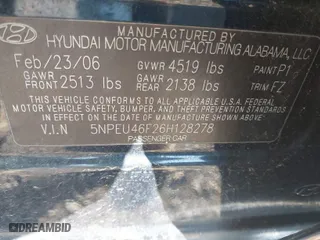 MANUFACTURED BY
HYUNDAI MOTOR MANUFACTURING ALABAMA, LLC
Feb/23/06 GVWR 4519 lbs PAINT P1
GAWR FRONT 2513 lbs GAWR REAR 2138 lbs TRIM FZ
THIS VEHICLE CONFORMS TO ALL APPLICABLE U.S.A. FEDERAL
MOTOR VEHICLE SAFETY, BUMPER, AND THEFT PREVENTION
STANDARDS IN EFFECT ON THE DATE OF MANUFACTURE SHOWN
ABOVE.
V.I.N 5NPEU46F26H128278
PASSENGER CAR
DREAMBID.COM